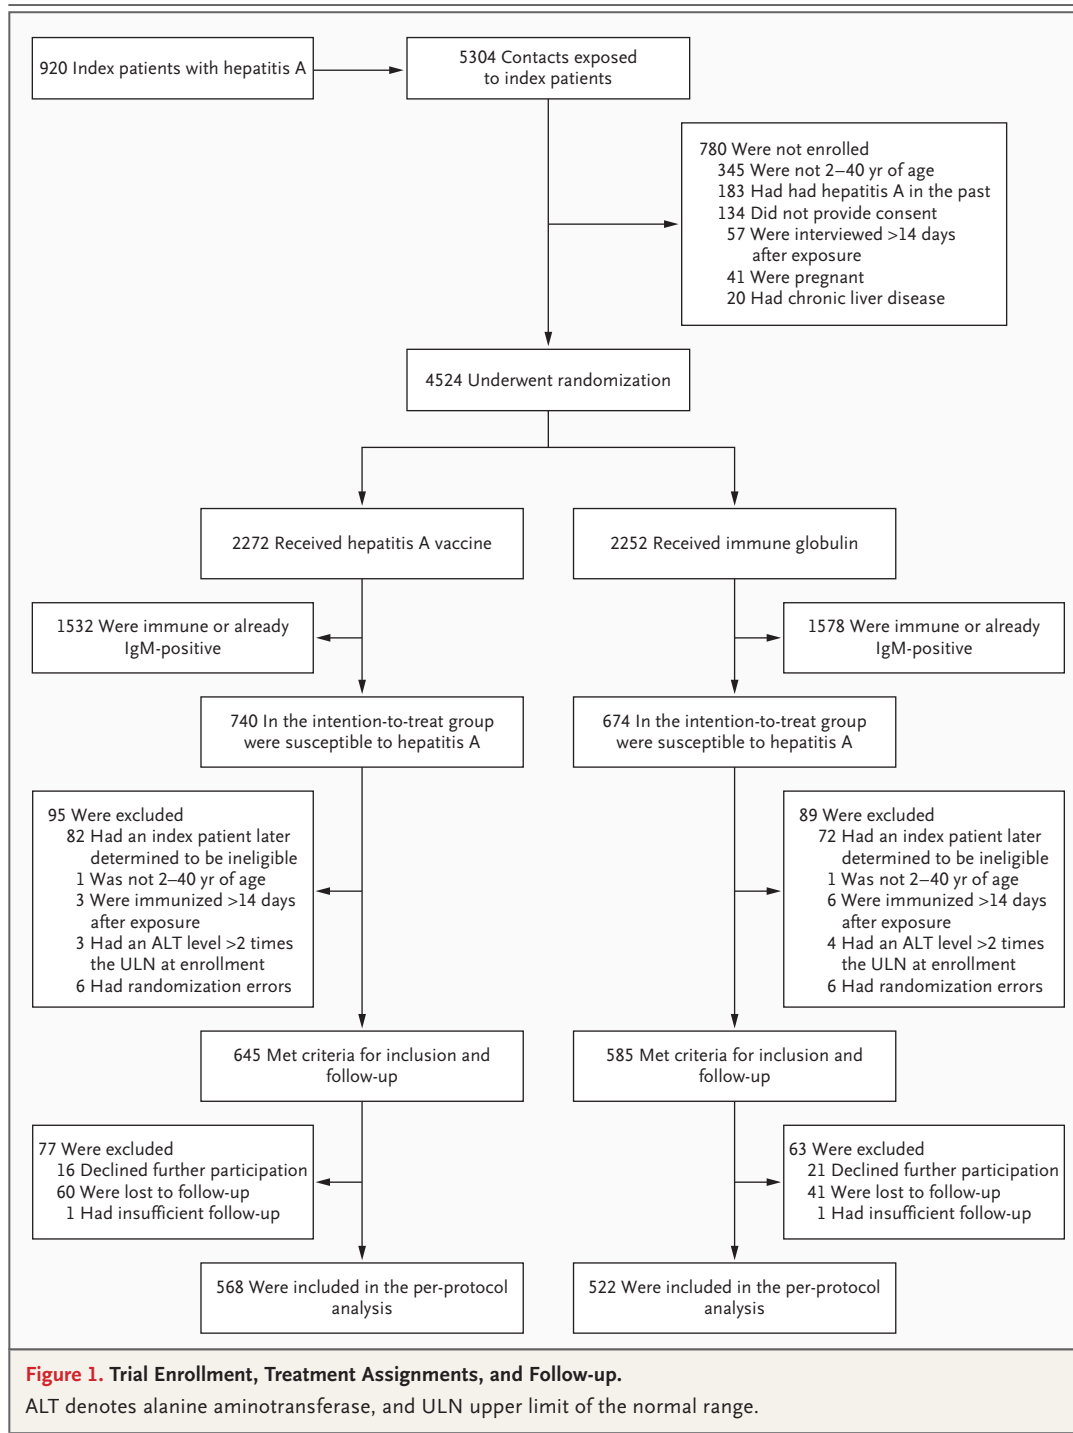 920 Index patients with hepatitis A
5304 Contacts exposed
to index patients
780 Were not enrolled
345 Were not 2–40 yr of age
183 Had had hepatitis A in the past
134 Did not provide consent
57 Were interviewed >14 days
after exposure
41 Were pregnant
20 Had chronic liver disease
4524 Underwent randomization
2272 Received hepatitis A vaccine
2252 Received immune globulin
1532 Were immune or already
IgM-positive
1578 Were immune or already
IgM-positive
740 In the intention-to-treat group
were susceptible to hepatitis A
674 In the intention-to-treat group
were susceptible to hepatitis A
95 Were excluded
82 Had an index patient later
determined to be ineligible
1 Was not 2–40 yr of age
3 Were immunized >14 days
after exposure
3 Had an ALT level >2 times
the ULN at enrollment
6 Had randomization errors
89 Were excluded
72 Had an index patient later
determined to be ineligible
1 Was not 2–40 yr of age
6 Were immunized >14 days
after exposure
4 Had an ALT level >2 times
the ULN at enrollment
6 Had randomization errors
645 Met criteria for inclusion and
follow-up
585 Met criteria for inclusion and
follow-up
77 Were excluded
16 Declined further participation
60 Were lost to follow-up
1 Had insufficient follow-up
63 Were excluded
21 Declined further participation
41 Were lost to follow-up
1 Had insufficient follow-up
568 Were included in the per-protocol
analysis
522 Were included in the per-protocol
analysis
Figure 1. Trial Enrollment, Treatment Assignments, and Follow-up.
ALT denotes alanine aminotransferase, and ULN upper limit of the normal range.